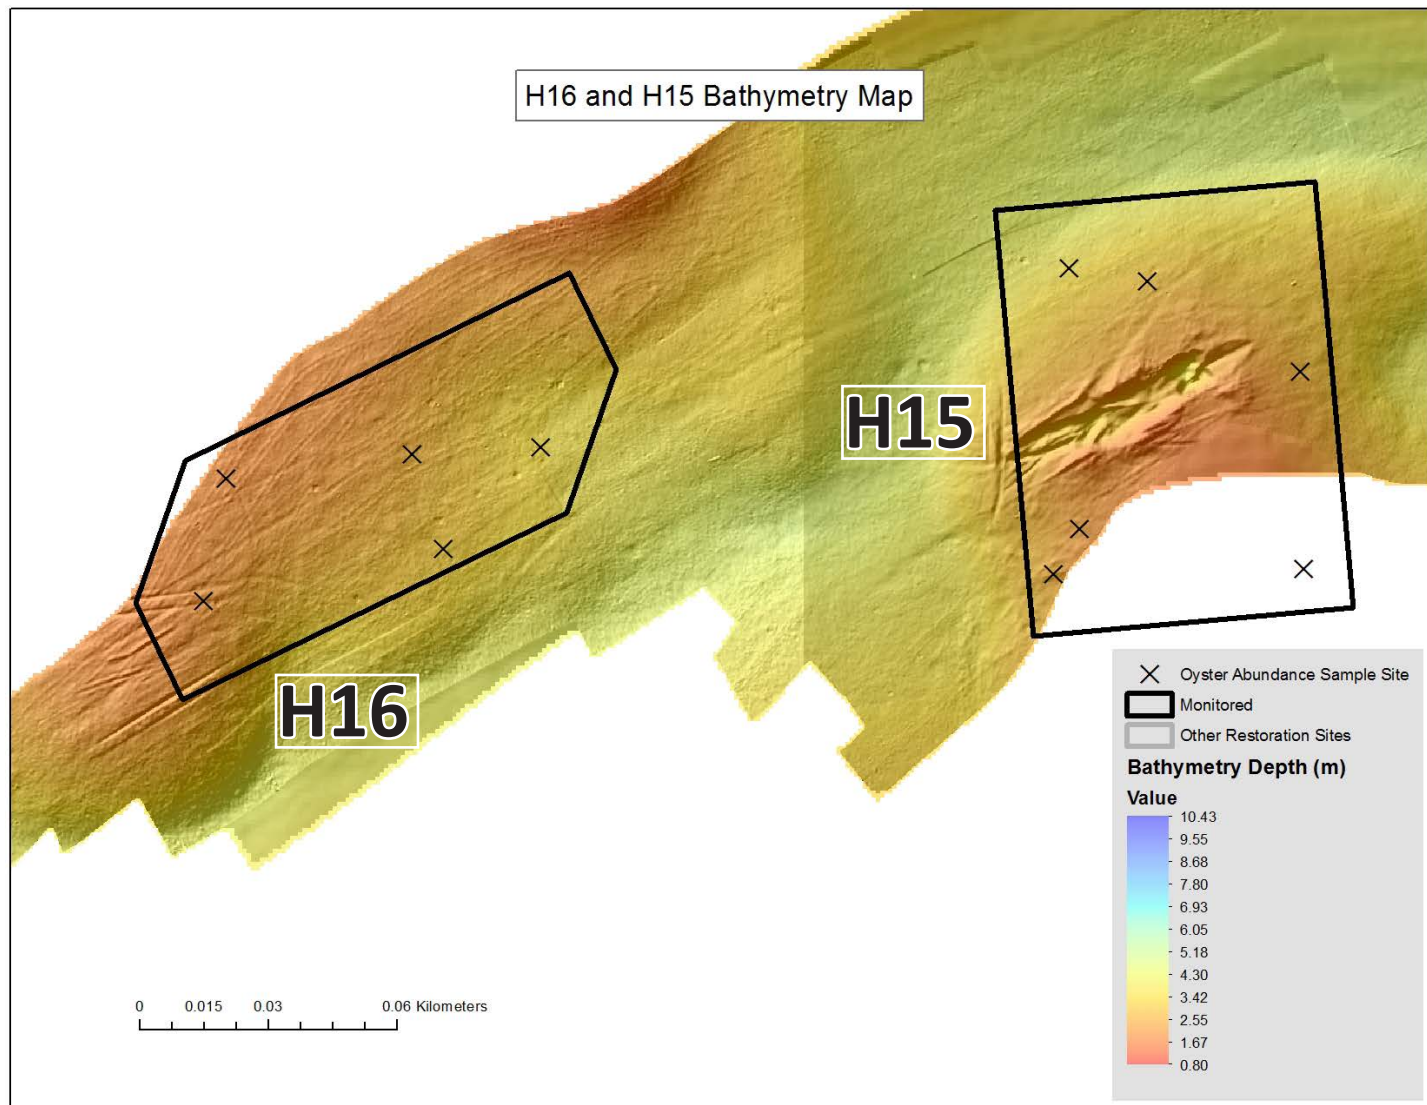 H16 and H15 Bathymetry Map
H15
H16
Oyster Abundance Sample Site
Monitored
Other Restoration Sites
Bathymetry Depth (m)
Value
10.43
9.55
8.68
7.80
6.93
6.05
5.18
4.30
3.42
2.55
1.67
0.80
0 0.015 0.03 0.06 Kilometers